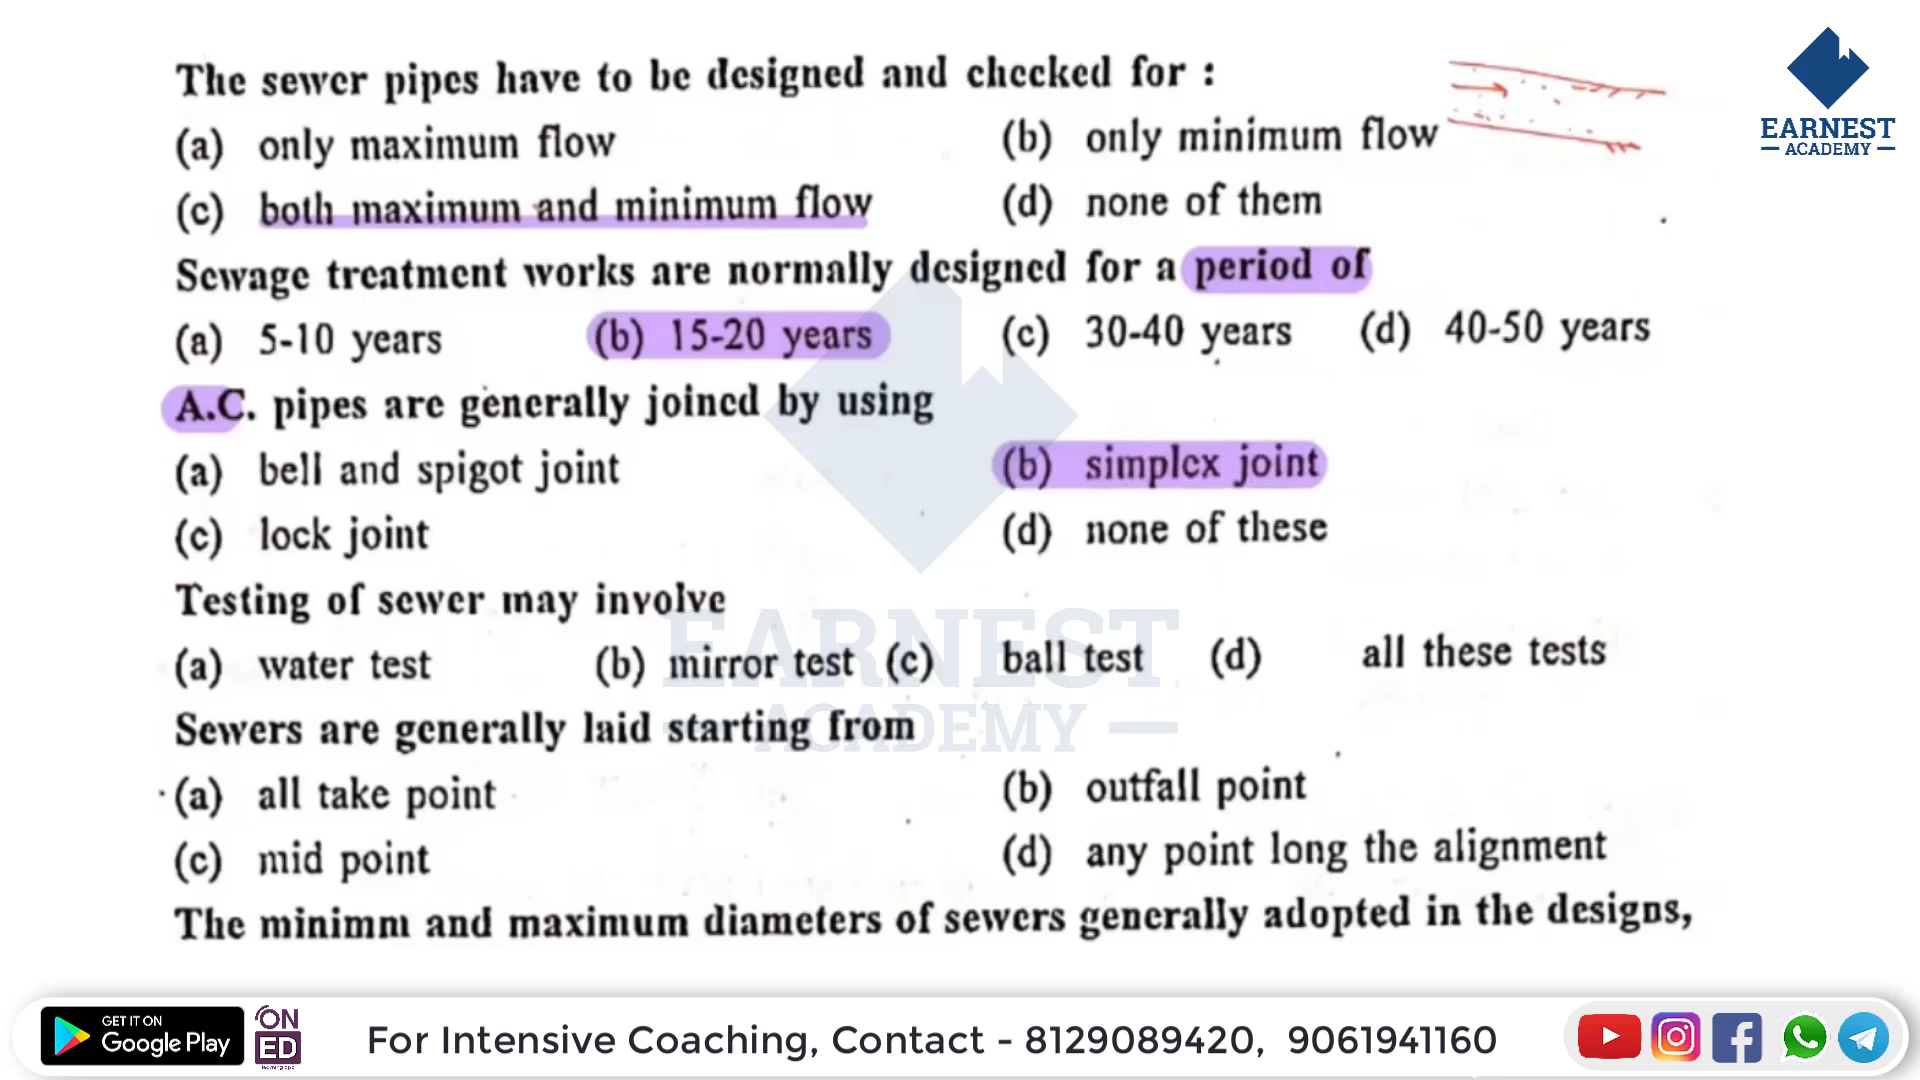 The sewer pipes have to be designed and checked for :
(a) only maximum flow (b) only minimum flow
(c) both maximum and minimum flow (d) none of them
Sewage treatment works are normally designed for a period of
(a) 5-10 years (b) 15-20 years (c) 30-40 years (d) 40-50 years
A.C. pipes are generally joined by using
(a) bell and spigot joint (b) simplex joint
(c) lock joint (d) none of these
Testing of sewer may involve
(a) water test (b) mirror test (c) ball test (d) all these tests
Sewers are generally laid starting from
(a) all take point (b) outfall point
(c) mid point (d) any point long the alignment
The minimm and maximum diameters of sewers generally adopted in the designs,
EARNEST
ACADEMY
EARNEST
ACADEMY
GET IT ON
Google Play
ON
ED
learning app
For Intensive Coaching, Contact - 8129089420, 9061941160